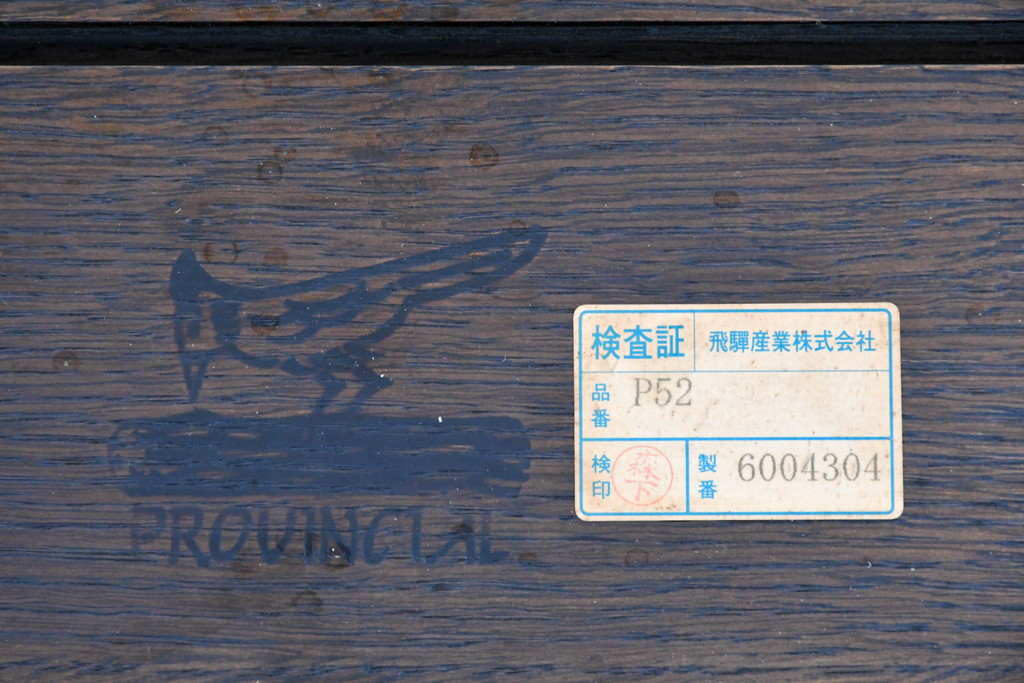 PROVINCIAL
検査証
飛驒産業株式会社
品番 P52
検印 森下
製番 6004304